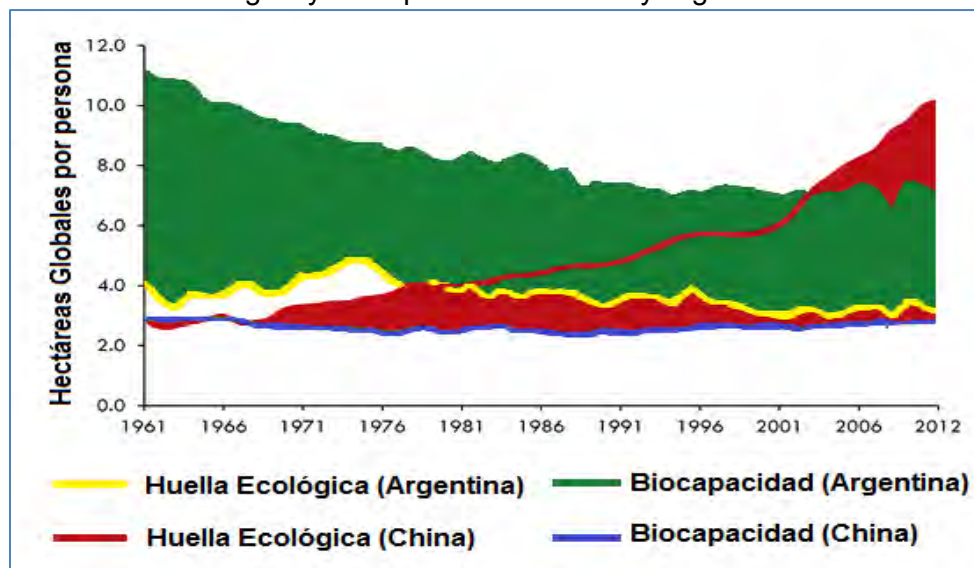 Hectáreas Globales por persona
12.0
10.0
8.0
6.0
4.0
2.0
0.0
1961 1966 1971 1976 1981 1986 1991 1996 2001 2006 2012
Huella Ecológica (Argentina) Biocapacidad (Argentina)
Huella Ecológica (China) Biocapacidad (China)